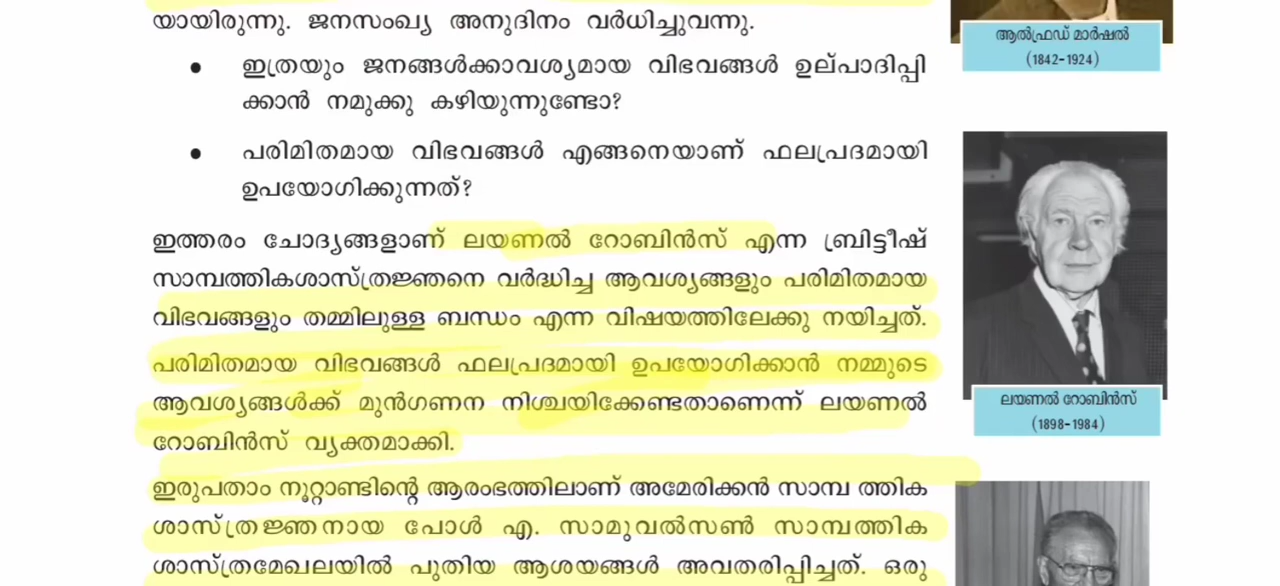 യായിരുന്നു. ജനസംഖ്യ അനുദിനം വർധിച്ചുവന്നു.
• ഇത്രയും ജനങ്ങൾക്കാവശ്യമായ വിഭവങ്ങൾ ഉല്പാദിപ്പി
ക്കാൻ നമുക്കു കഴിയുന്നുണ്ടോ?
• പരിമിതമായ വിഭവങ്ങൾ എങ്ങനെയാണ് ഫലപ്രദമായി
ഉപയോഗിക്കുന്നത്?
ഇത്തരം ചോദ്യങ്ങളാണ് ലയണൽ റോബിൻസ് എന്ന ബ്രിട്ടീഷ്
സാമ്പത്തികശാസ്ത്രജ്ഞനെ വർദ്ധിച്ച ആവശ്യങ്ങളും പരിമിതമായ
വിഭവങ്ങളും തമ്മിലുള്ള ബന്ധം എന്ന വിഷയത്തിലേക്കു നയിച്ചത്.
പരിമിതമായ വിഭവങ്ങൾ ഫലപ്രദമായി ഉപയോഗിക്കാൻ നമ്മുടെ
ആവശ്യങ്ങൾക്ക് മുൻഗണന നിശ്ചയിക്കേണ്ടതാണെന്ന് ലയണൽ
റോബിൻസ് വ്യക്തമാക്കി.
ഇരുപതാം നൂറ്റാണ്ടിന്റെ ആരംഭത്തിലാണ് അമേരിക്കൻ സാമ്പ ത്തിക
ശാസ്ത്രജ്ഞനായ പോൾ എ. സാമുവൽസൺ സാമ്പത്തിക
ശാസ്ത്രമേഖലയിൽ പുതിയ ആശയങ്ങൾ അവതരിപ്പിച്ചത്. ഒരു
ആൽഫ്രഡ് മാർഷൽ
(1842-1924)
ലയണൽ റോബിൻസ്
(1898-1984)